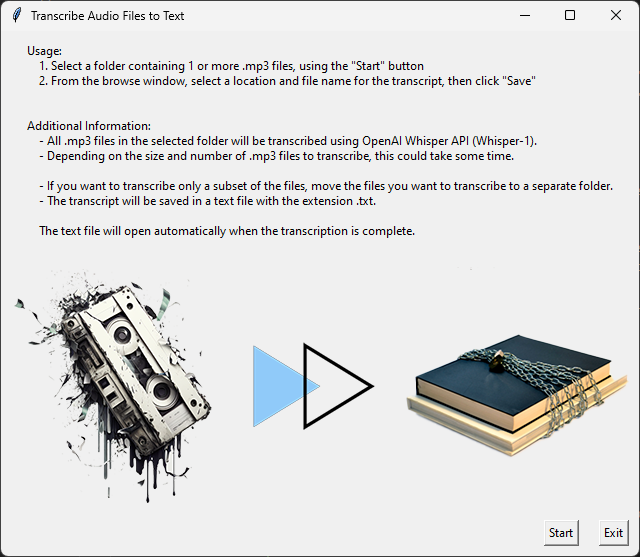 Transcribe Audio Files to Text
Usage:
1. Select a folder containing 1 or more .mp3 files, using the "Start" button
2. From the browse window, select a location and file name for the transcript, then click "Save"
Additional Information:
- All .mp3 files in the selected folder will be transcribed using OpenAI Whisper API (Whisper-1).
- Depending on the size and number of .mp3 files to transcribe, this could take some time.
- If you want to transcribe only a subset of the files, move the files you want to transcribe to a separate folder.
- The transcript will be saved in a text file with the extension .txt.
The text file will open automatically when the transcription is complete.
Start
Exit